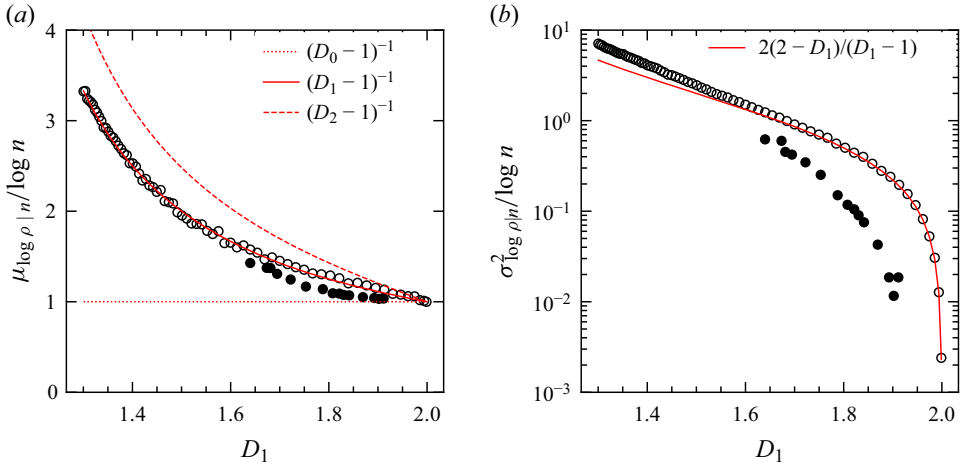 (a)
4
3
2
1
0
1.4
1.6
1.8
2.0
D₁
μ_{log ρ | n}/log n
(D₀ − 1)⁻¹
(D₁ − 1)⁻¹
(D₂ − 1)⁻¹
(b)
10¹
10⁰
10⁻¹
10⁻²
10⁻³
1.4
1.6
1.8
2.0
D₁
σ²_{log ρ|n}/log n
2(2 − D₁)/(D₁ − 1)